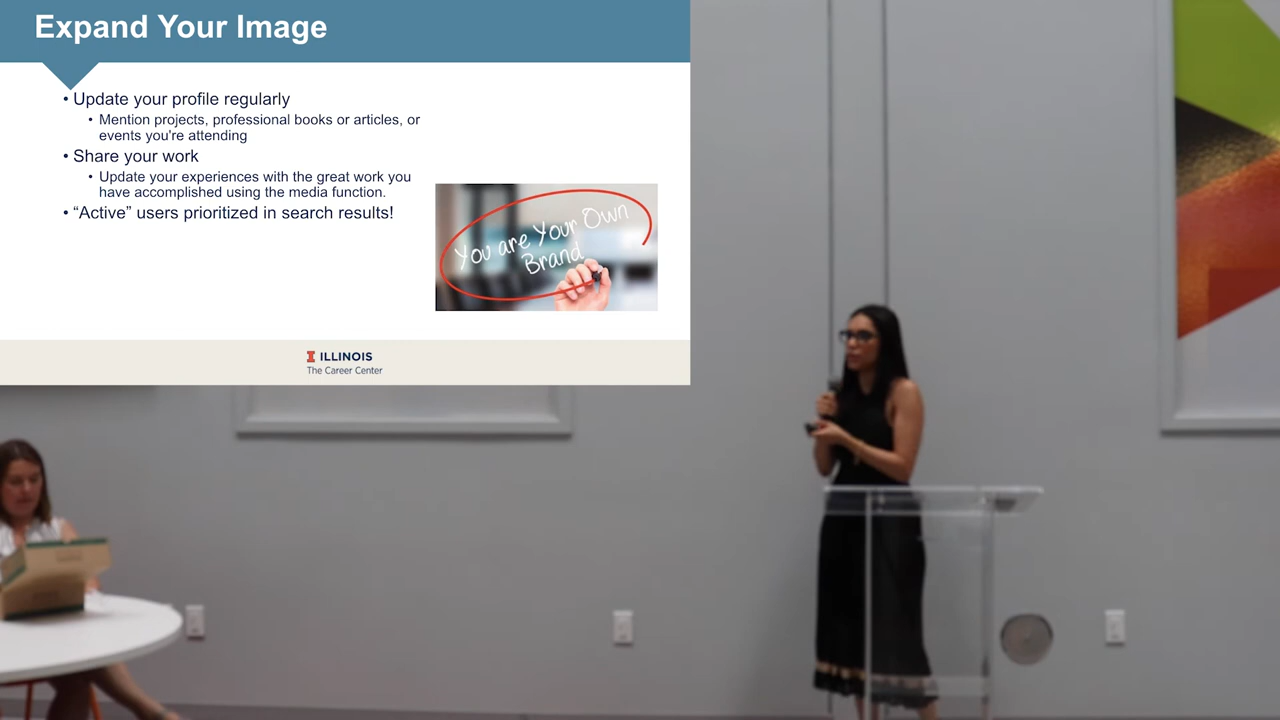 Expand Your Image
• Update your profile regularly
• Mention projects, professional books or articles, or
events you're attending
• Share your work
• Update your experiences with the great work you
have accomplished using the media function.
• “Active” users prioritized in search results!
You are Your Own
Brand
I ILLINOIS
The Career Center